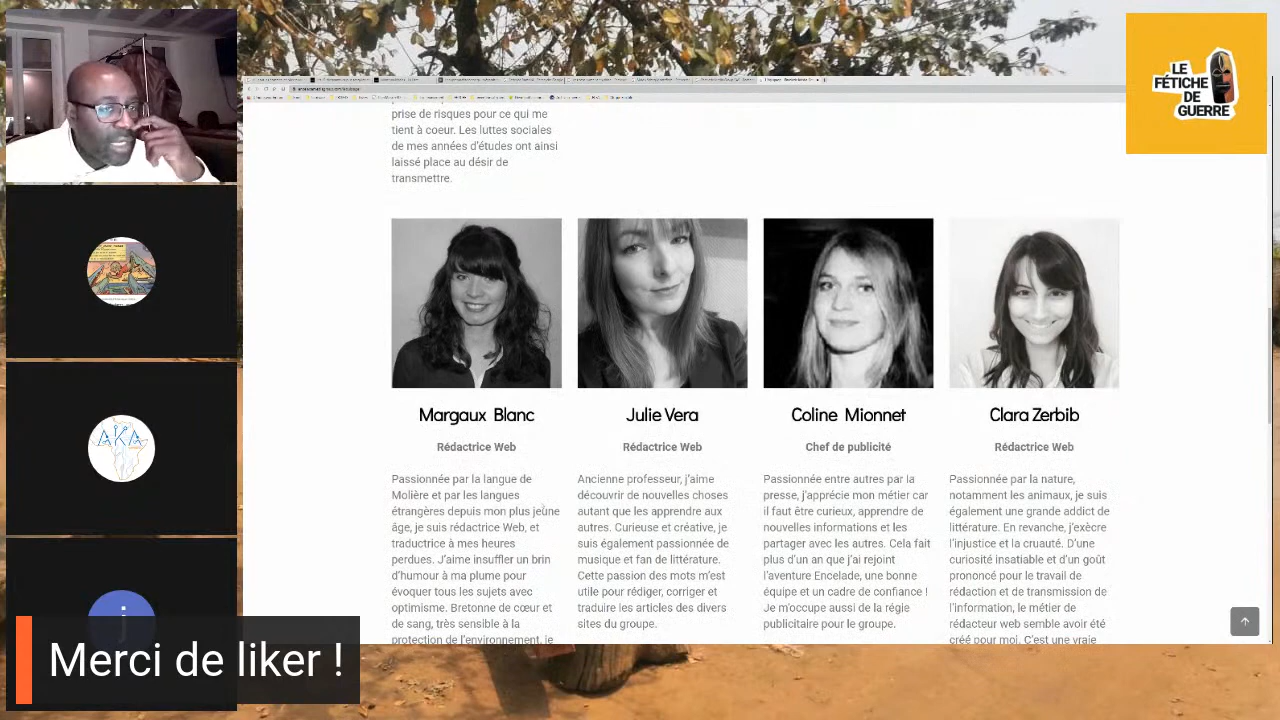 LE
FÉTICHE
DE
GUERRE
prise de risques pour ce qui me
tient à coeur. Les luttes sociales
de mes années d'études ont ainsi
laissé place au désir de
transmettre.
Margaux Blanc
Rédactrice Web
Passionnée par la langue de
Molière et par les langues
étrangères depuis mon plus jeune
âge, je suis rédactrice Web, et
traductrice à mes heures
perdues. J'aime insuffler un brin
d'humour à ma plume pour
évoquer tous les sujets avec
optimisme. Bretonne de cœur et
de sang, très sensible à la
protection de l'environnement, je
Julie Vera
Rédactrice Web
Ancienne professeur, j'aime
découvrir de nouvelles choses
autant que les apprendre aux
autres. Curieuse et créative, je
suis également passionnée de
musique et fan de littérature.
Cette passion des mots m'est
utile pour rédiger, corriger et
traduire les articles des divers
sites du groupe.
Coline Mionnet
Chef de publicité
Passionnée entre autres par la
presse, j'apprécie mon métier car
il faut être curieux, apprendre de
nouvelles informations et les
partager avec les autres. Cela fait
plus d'un an que j'ai rejoint
l'aventure Encelade, une bonne
équipe et un cadre de confiance !
Je m'occupe aussi de la régie
publicitaire pour le groupe.
Clara Zerbib
Rédactrice Web
Passionnée par la nature,
notamment les animaux, je suis
également une grande addict de
littérature. En revanche, j'exècre
l'injustice et la cruauté. D'une
curiosité insatiable et d'un goût
prononcé pour le travail de
rédaction et de transmission de
l'information, le métier de
rédacteur web semble avoir été
créé pour moi. C'est une vraie
AKA
j
Merci de liker !